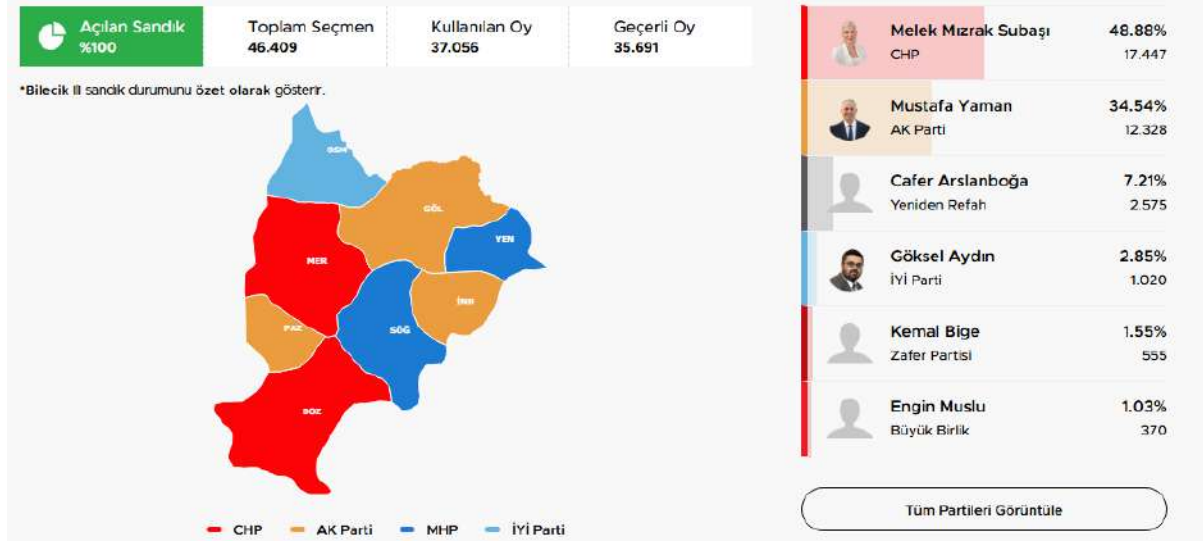 Açılan Sandık
%100
Toplam Seçmen
46.409
Kullanılan Oy
37.056
Geçerli Oy
35.691
*Bilecik İli sandık durumunu özet olarak gösterir.
OSM
GÖL
YEN
MER
İNH
PAZ
SÖĞ
BOZ
CHP
AK Parti
MHP
İYİ Parti
Melek Mızrak Subaşı 48.88%
CHP 17.447
Mustafa Yaman 34.54%
AK Parti 12.328
Cafer Arslanboğa 7.21%
Yeniden Refah 2.575
Göksel Aydın 2.85%
İYİ Parti 1.020
Kemal Bige 1.55%
Zafer Partisi 555
Engin Muslu 1.03%
Büyük Birlik 370
Tüm Partileri Görüntüle